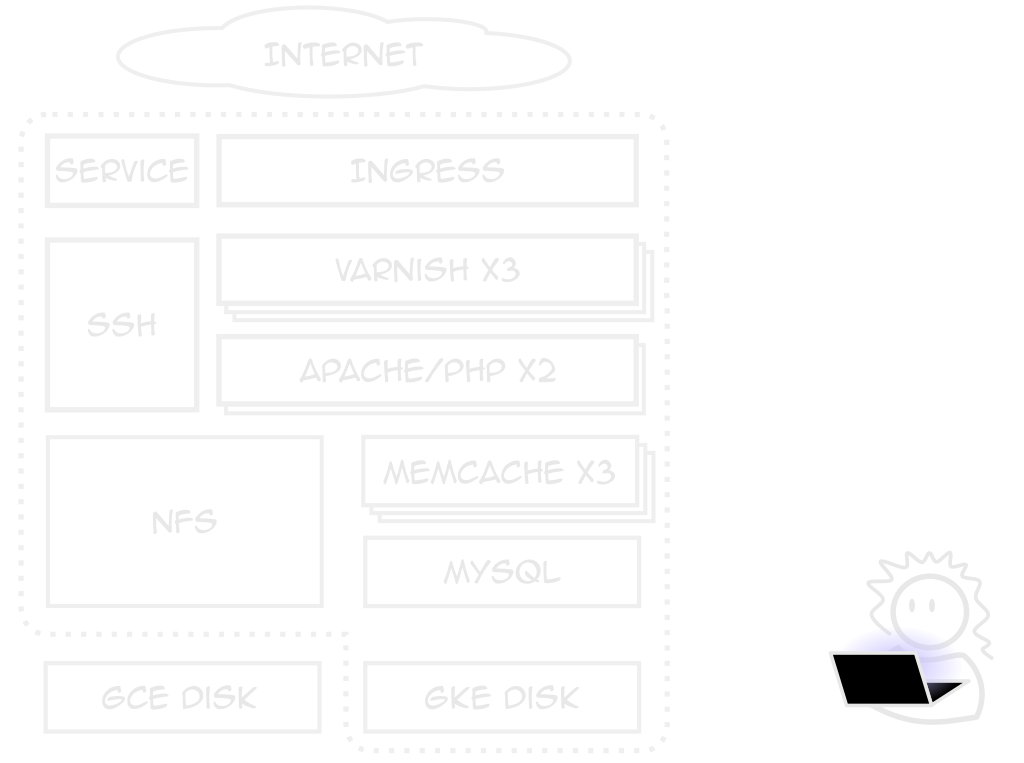 INTERNET
SERVICE
INGRESS
VARNISH X3
SSH
APACHE/PHP X2
MEMCACHE X3
NFS
MYSQL
GCE DISK
GKE DISK